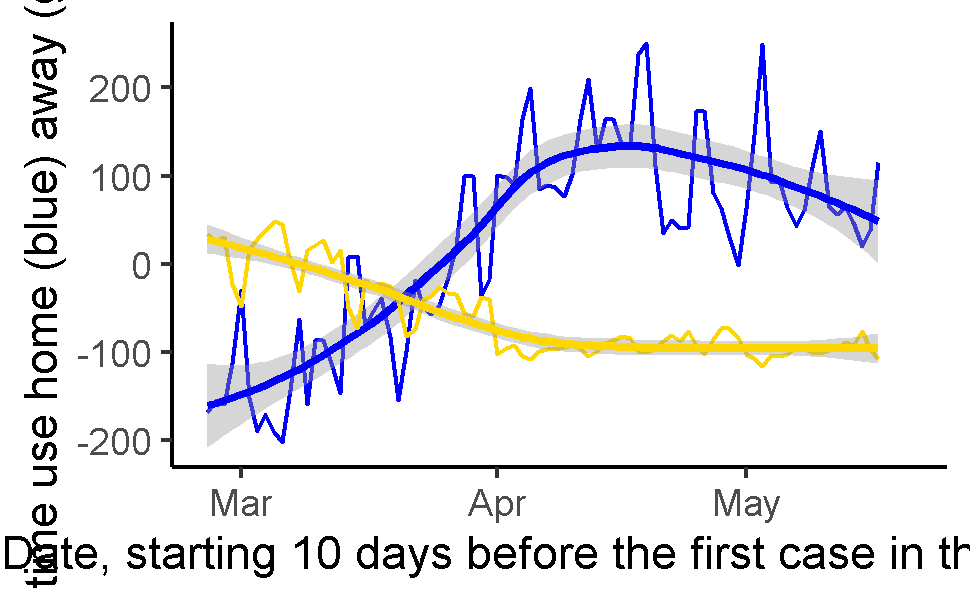 time use home (blue) away (
200
100
0
-100
-200
Mar Apr May
Date, starting 10 days before the first case in th